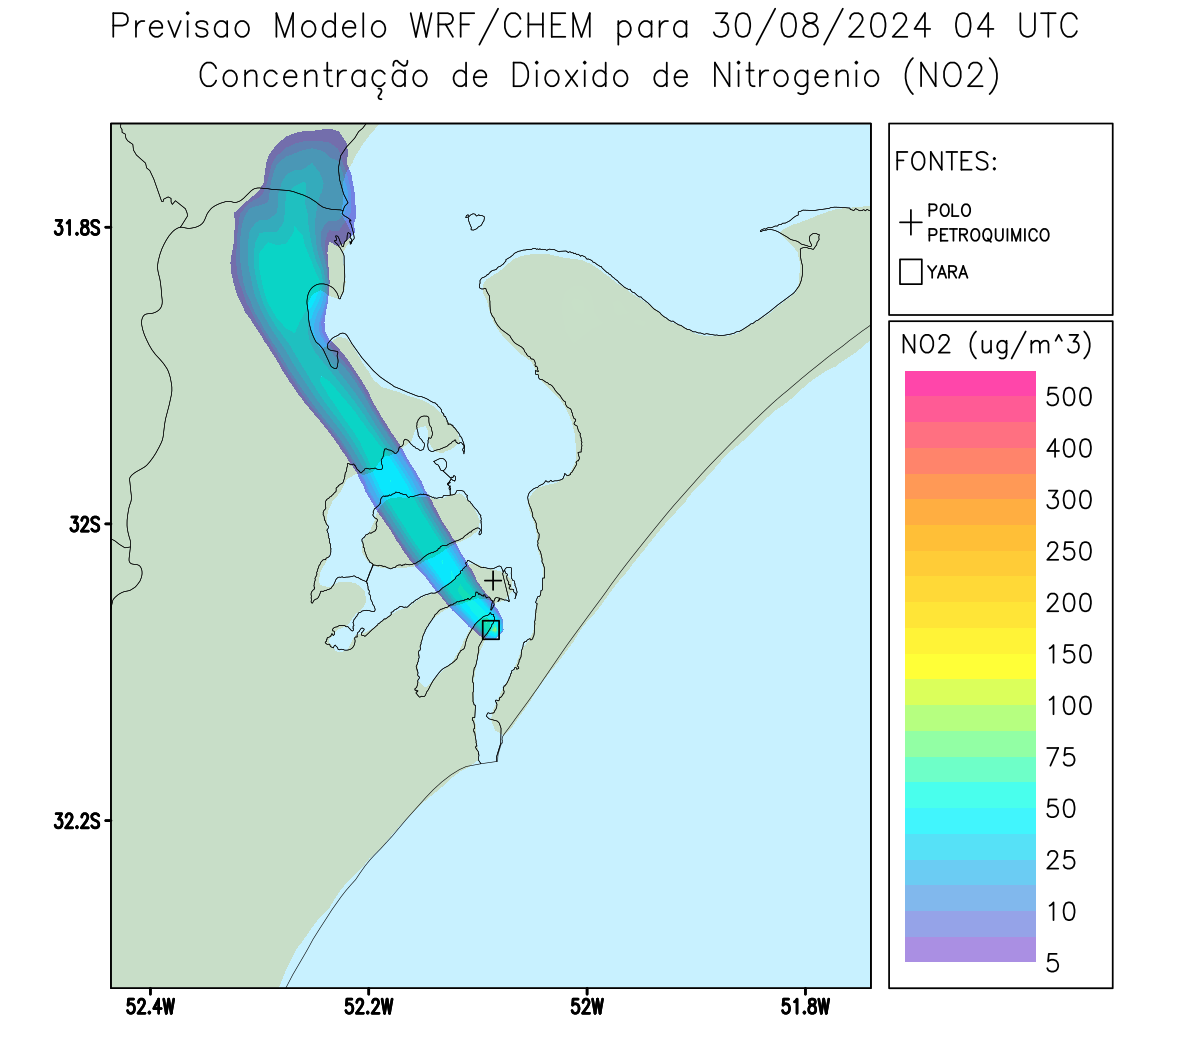 Previsao Modelo WRF/CHEM para 30/08/2024 04 UTC
Concentração de Dioxido de Nitrogenio (NO2)
FONTES:
POLO
PETROQUIMICO
YARA
NO2 (ug/m^3)
500
400
300
250
200
150
100
75
50
25
10
5
31.8S
32S
32.2S
52.4W
52.2W
52W
51.8W